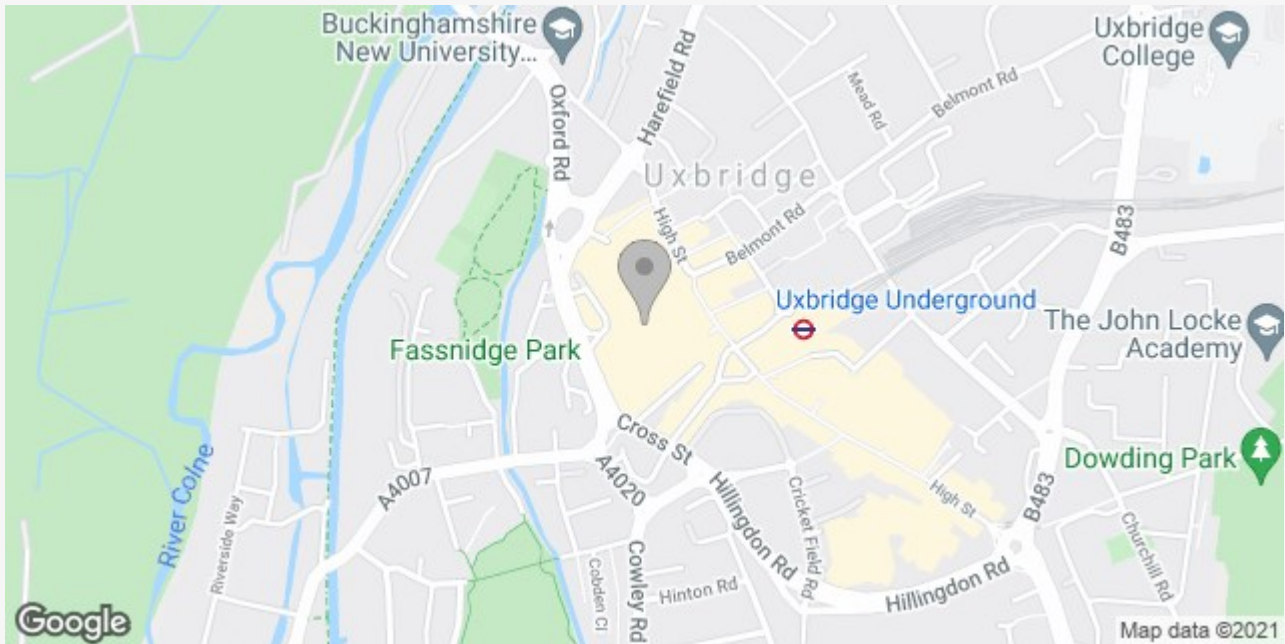 Buckinghamshire
New University...
Uxbridge
College
Oxford Rd
Harefield Rd
Mead Rd
Belmont Rd
Uxbridge
High St
Belmont Rd
B483
Uxbridge Underground
The John Locke
Academy
Fassnidge Park
Cross St
A4007
A4020
River Colne
Riverside Way
Hillingdon Rd
Cricket Field Rd
High St
B483
Dowding Park
Churchill Rd
Cobden Cl
Cowley Rd
Hinton Rd
Hillingdon Rd
Google
Map data ©2021